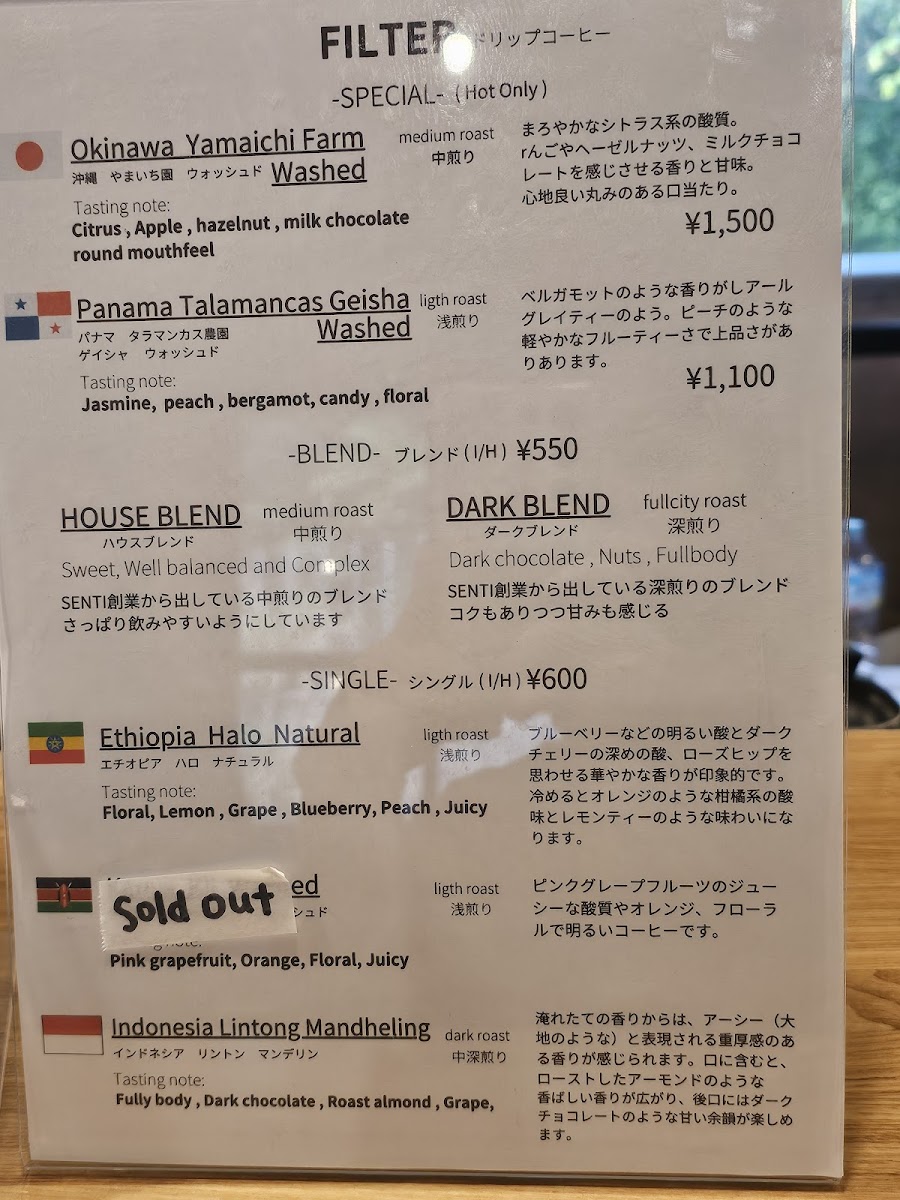 FILTER ドリップコーヒー
-SPECIAL- (Hot Only)
Okinawa Yamaichi Farm
Washed
沖縄 やまいち園 ウォッシュド
medium roast
中煎り
Tasting note:
Citrus , Apple , hazelnut , milk chocolate
round mouthfeel
まろやかなシトラス系の酸質。
rんごやヘーゼルナッツ、ミルクチョコ
レートを感じさせる香りと甘味。
心地良い丸みのある口当たり。
¥1,500
Panama Talamancas Geisha
Washed
パナマ タラマンカス農園
ゲイシャ ウォッシュド
ligth roast
浅煎り
Tasting note:
Jasmine, peach , bergamot, candy , floral
ベルガモットのような香りがしアール
グレイティーのよう。ピーチのような
軽やかなフルーティーさで上品さがあ
りあります。
¥1,100
-BLEND- ブレンド ( I/H ) ¥550
HOUSE BLEND
ハウスブレンド
medium roast
中煎り
Sweet, Well balanced and Complex
SENTI創業から出している中煎りのブレンド
さっぱり飲みやすいようにしています
DARK BLEND
ダークブレンド
fullcity roast
深煎り
Dark chocolate , Nuts , Fullbody
SENTI創業から出している深煎りのブレンド
コクもありつつ甘みも感じる
-SINGLE- シングル ( I/H ) ¥600
Ethiopia Halo Natural
エチオピア ハロ ナチュラル
ligth roast
浅煎り
Tasting note:
Floral, Lemon , Grape , Blueberry, Peach , Juicy
ブルーベリーなどの明るい酸とダーク
チェリーの深めの酸、ローズヒップを
思わせる華やかな香りが印象的です。
冷めるとオレンジのような柑橘系の酸
味とレモンティーのような味わいにな
ります。
Sold out
ligth roast
浅煎り
Pink grapefruit, Orange, Floral, Juicy
ピンクグレープフルーツのジュー
シーな酸質やオレンジ、フローラ
ルで明るいコーヒーです。
Indonesia Lintong Mandheling
インドネシア リントン マンデリン
dark roast
中深煎り
Tasting note:
Fully body , Dark chocolate , Roast almond , Grape,
淹れたての香りからは、アーシー（大
地のような）と表現される重厚感のあ
る香りが感じられます。口に含むと、
ローストしたアーモンドのような
香ばしい香りが広がり、後口にはダーク
チョコレートのような甘い余韻が楽しめ
ます。